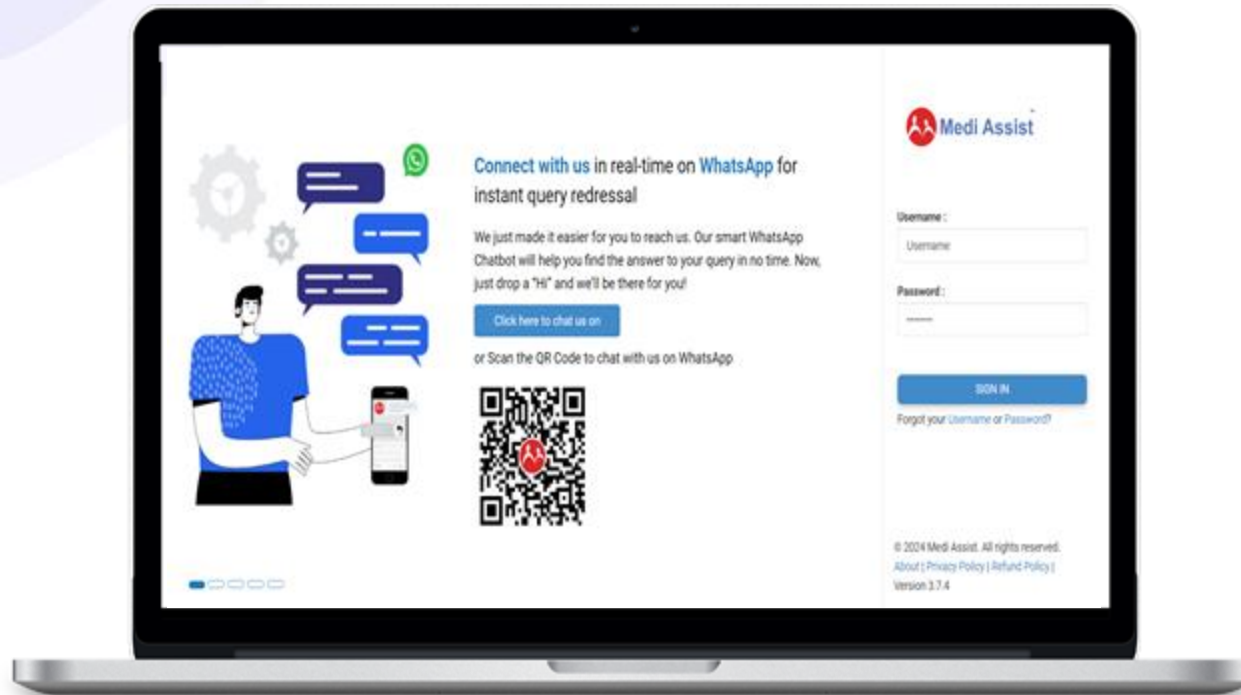 Connect with us in real-time on WhatsApp for
instant query redressal
We just made it easier for you to reach us. Our smart WhatsApp
Chatbot will help you find the answer to your query in no time. Now,
just drop a "Hi" and we'll be there for you!
Click here to chat us on
or Scan the QR Code to chat with us on WhatsApp
Medi Assist
Username :
Username
Password :
SIGN IN
Forgot your Username or Password?
© 2024 Medi Assist. All rights reserved.
About | Privacy Policy | Refund Policy |
Version 3.7.4